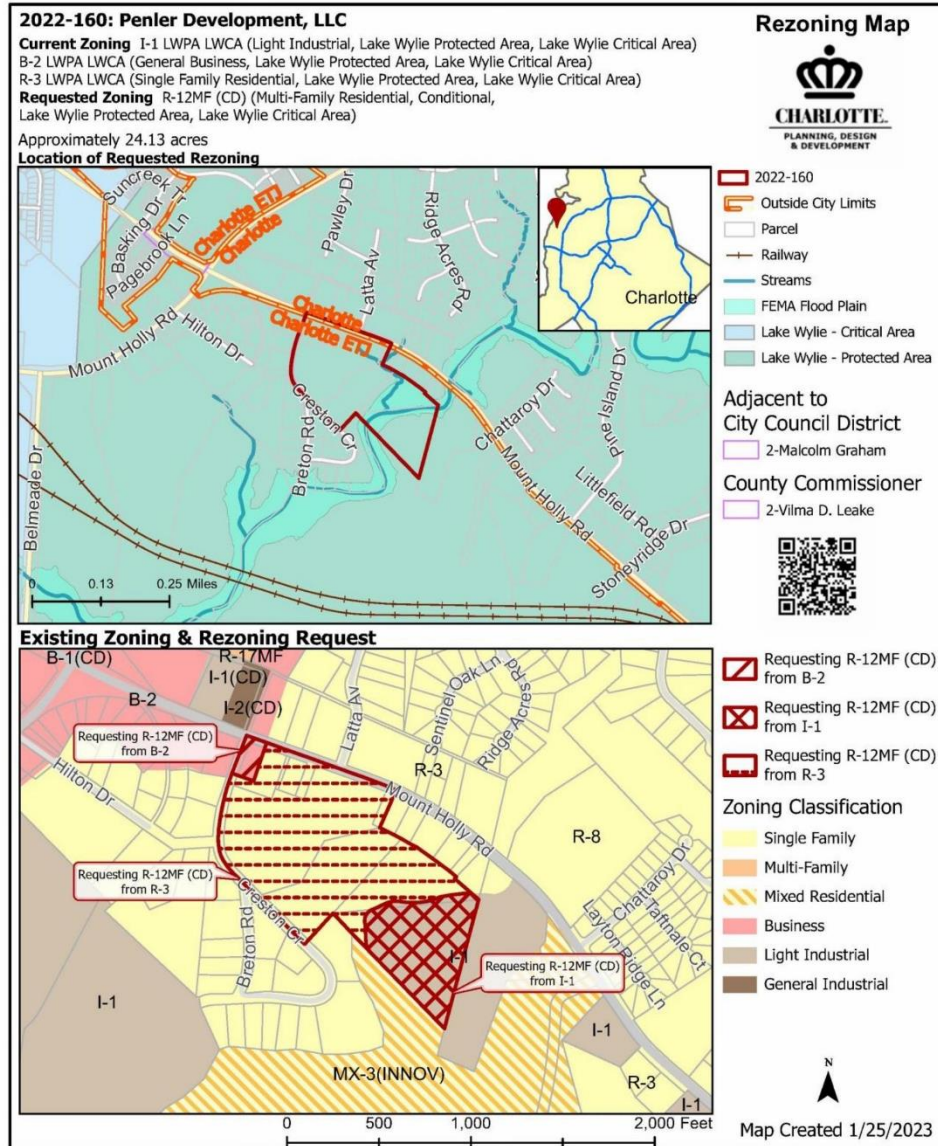 2022-160: Penler Development, LLC
Current Zoning I-1 LWPA LWCA (Light Industrial, Lake Wylie Protected Area, Lake Wylie Critical Area)
B-2 LWPA LWCA (General Business, Lake Wylie Protected Area, Lake Wylie Critical Area)
R-3 LWPA LWCA (Single Family Residential, Lake Wylie Protected Area, Lake Wylie Critical Area)
Requested Zoning R-12MF (CD) (Multi-Family Residential, Conditional,
Lake Wylie Protected Area, Lake Wylie Critical Area)
Approximately 24.13 acres
Location of Requested Rezoning
Rezoning Map
CHARLOTTE.
PLANNING, DESIGN
& DEVELOPMENT
Suncreek Tr
Basking Dr
Pagebrook Ln
Charlotte ETJ
Charlotte
Pawley Dr
Latta Av
Ridge Acres Rd
Charlotte
Mount Holly Rd
Hilton Dr
Charlotte
Charlotte ETJ
Creston Cr
Breton Rd
Chattaroy Dr
Pine Island Dr
Mount Holly Rd
Littlefield Rd
Stoneyridge Dr
Belmeade Dr
0 0.13 0.25 Miles
2022-160
Outside City Limits
Parcel
Railway
Streams
FEMA Flood Plain
Lake Wylie - Critical Area
Lake Wylie - Protected Area
Adjacent to
City Council District
2-Malcolm Graham
County Commissioner
2-Vilma D. Leake
Existing Zoning & Rezoning Request
B-1(CD)
R-17MF
I-1(CD)
B-2
I-2(CD)
Requesting R-12MF (CD)
from B-2
Hilton Dr
Latta Av
Sentinel Oak Ln
Ridge Acres Rd
R-3
Mount Holly Rd
R-8
Requesting R-12MF (CD)
from R-3
Creston Cr
Breton Rd
Chattaroy Dr
Taftnale Ct
Layton Ridge Ln
I-1
Requesting R-12MF (CD)
from I-1
I-1
I-1
MX-3(INNOV)
R-3
I-1
0 500 1,000 2,000 Feet
Requesting R-12MF (CD)
from B-2
Requesting R-12MF (CD)
from I-1
Requesting R-12MF (CD)
from R-3
Zoning Classification
Single Family
Multi-Family
Mixed Residential
Business
Light Industrial
General Industrial
N
Map Created 1/25/2023